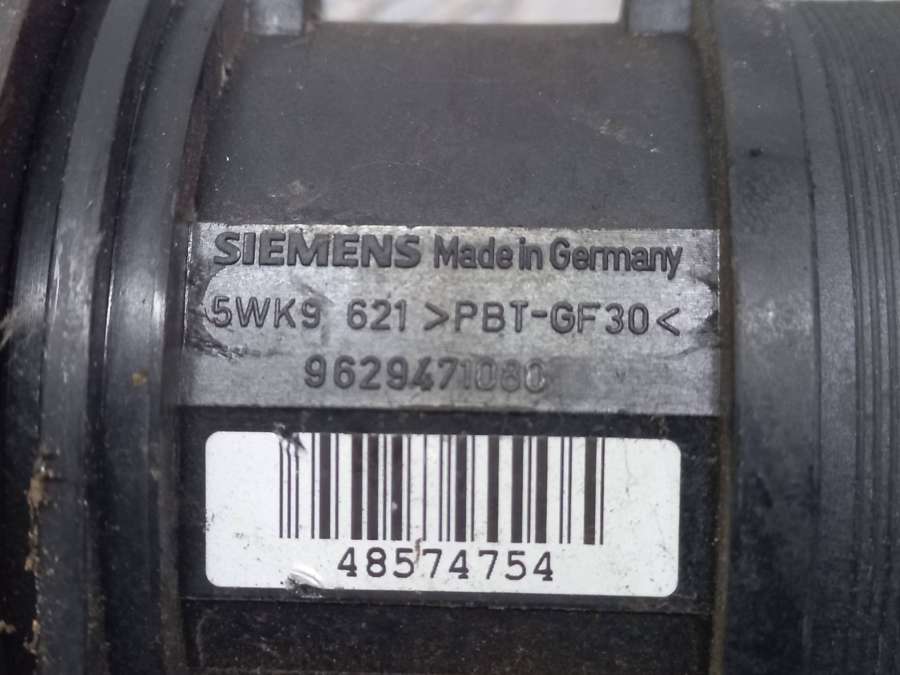 SIEMENS Made in Germany
5WK9 621 >PBT-GF30<
9629471080
48574754